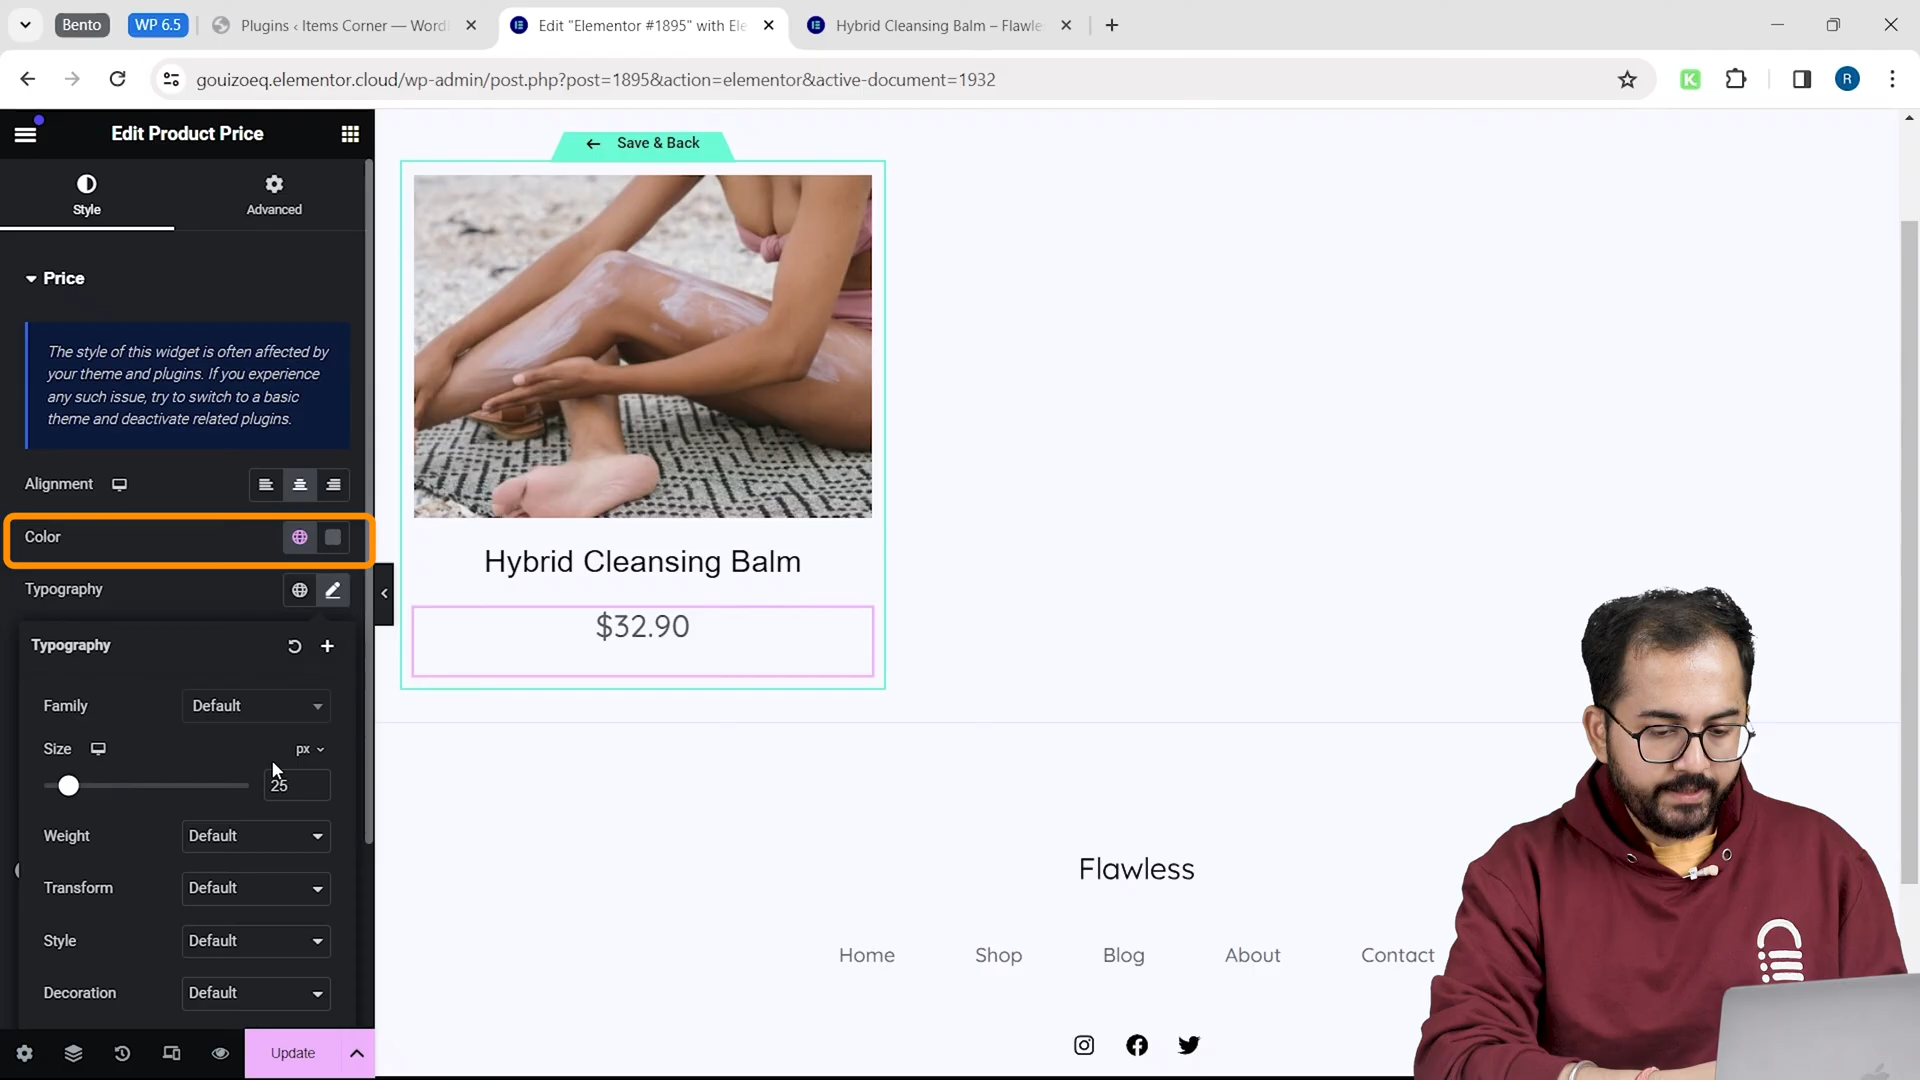 Bento
WP 6.5
Plugins ‹ Items Corner — Word
Edit "Elementor #1895" with Ele
Hybrid Cleansing Balm – Flawle
gouizoeq.elementor.cloud/wp-admin/post.php?post=1895&action=elementor&active-document=1932
K
R
Edit Product Price
Style
Advanced
Price
The style of this widget is often affected by
your theme and plugins. If you experience
any such issue, try to switch to a basic
theme and deactivate related plugins.
Alignment
Color
Typography
Typography
Family
Default
Size
px
25
Weight
Default
Transform
Default
Style
Default
Decoration
Default
Update
Save & Back
Hybrid Cleansing Balm
$32.90
Flawless
Home
Shop
Blog
About
Contact